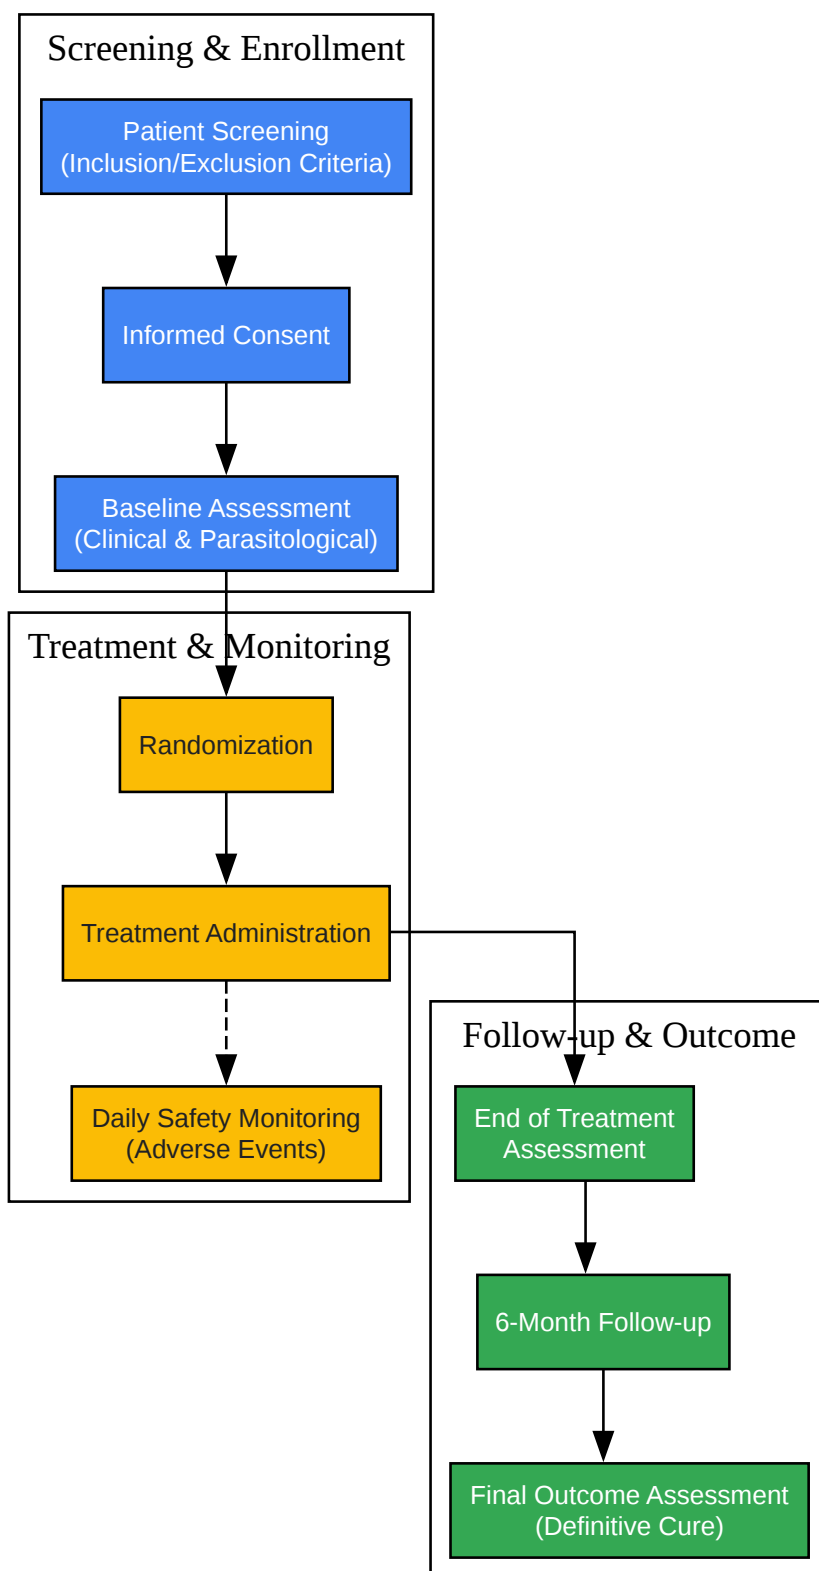 Screening & Enrollment
Patient Screening
(Inclusion/Exclusion Criteria)
Informed Consent
Baseline Assessment
(Clinical & Parasitological)
Treatment & Monitoring
Randomization
Treatment Administration
Daily Safety Monitoring
(Adverse Events)
Follow-up & Outcome
End of Treatment
Assessment
6-Month Follow-up
Final Outcome Assessment
(Definitive Cure)